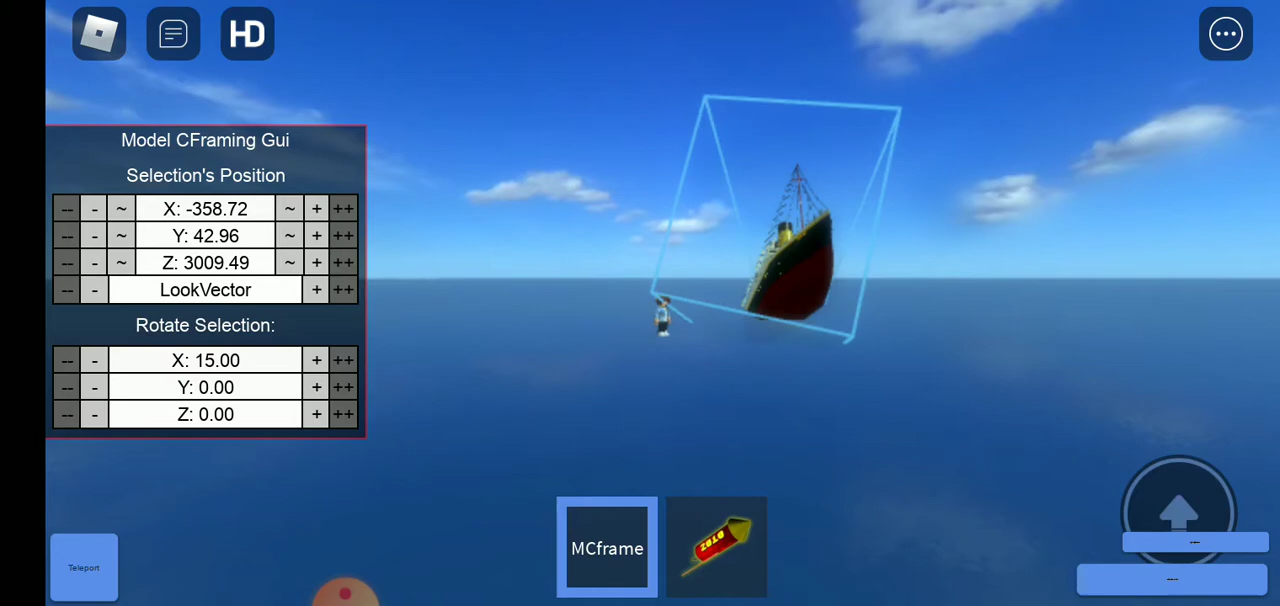 HD
Model CFraming Gui
Selection's Position
-- - ~ X: -358.72 ~ + ++
-- - ~ Y: 42.96 ~ + ++
-- - ~ Z: 3009.49 ~ + ++
-- - LookVector + ++
Rotate Selection:
-- - X: 15.00 + ++
-- - Y: 0.00 + ++
-- - Z: 0.00 + ++
MCframe
Teleport